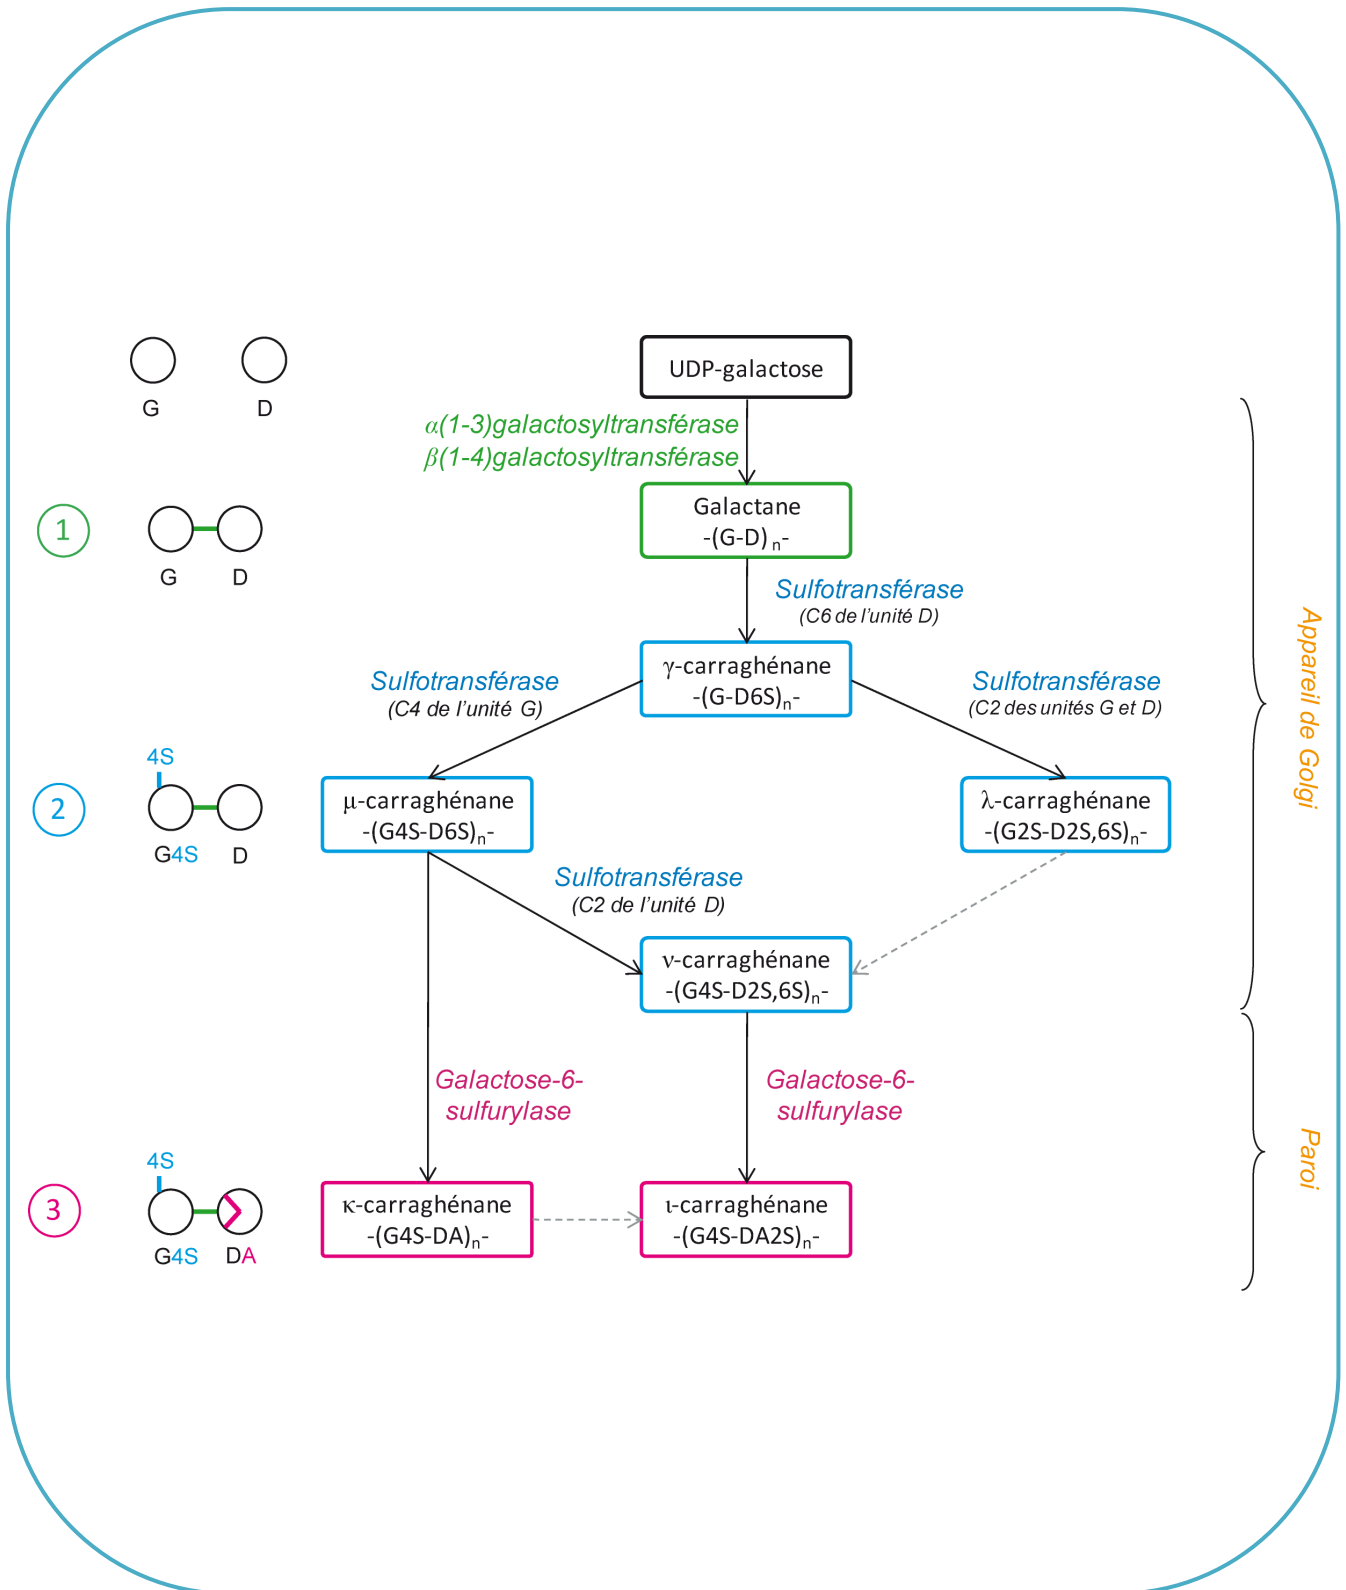 UDP-galactose
G
D
α(1-3)galactosyltransférase
β(1-4)galactosyltransférase
1
G
D
Galactane
-(G-D) n-
Sulfotransférase
(C6 de l'unité D)
γ-carraghénane
-(G-D6S)n-
Sulfotransférase
(C4 de l'unité G)
Sulfotransférase
(C2 des unités G et D)
Appareil de Golgi
2
4S
G4S
D
μ-carraghénane
-(G4S-D6S)n-
λ-carraghénane
-(G2S-D2S,6S)n-
Sulfotransférase
(C2 de l'unité D)
ν-carraghénane
-(G4S-D2S,6S)n-
Galactose-6-
sulfurylase
Galactose-6-
sulfurylase
Paroi
3
4S
G4S
DA
κ-carraghénane
-(G4S-DA)n-
ι-carraghénane
-(G4S-DA2S)n-